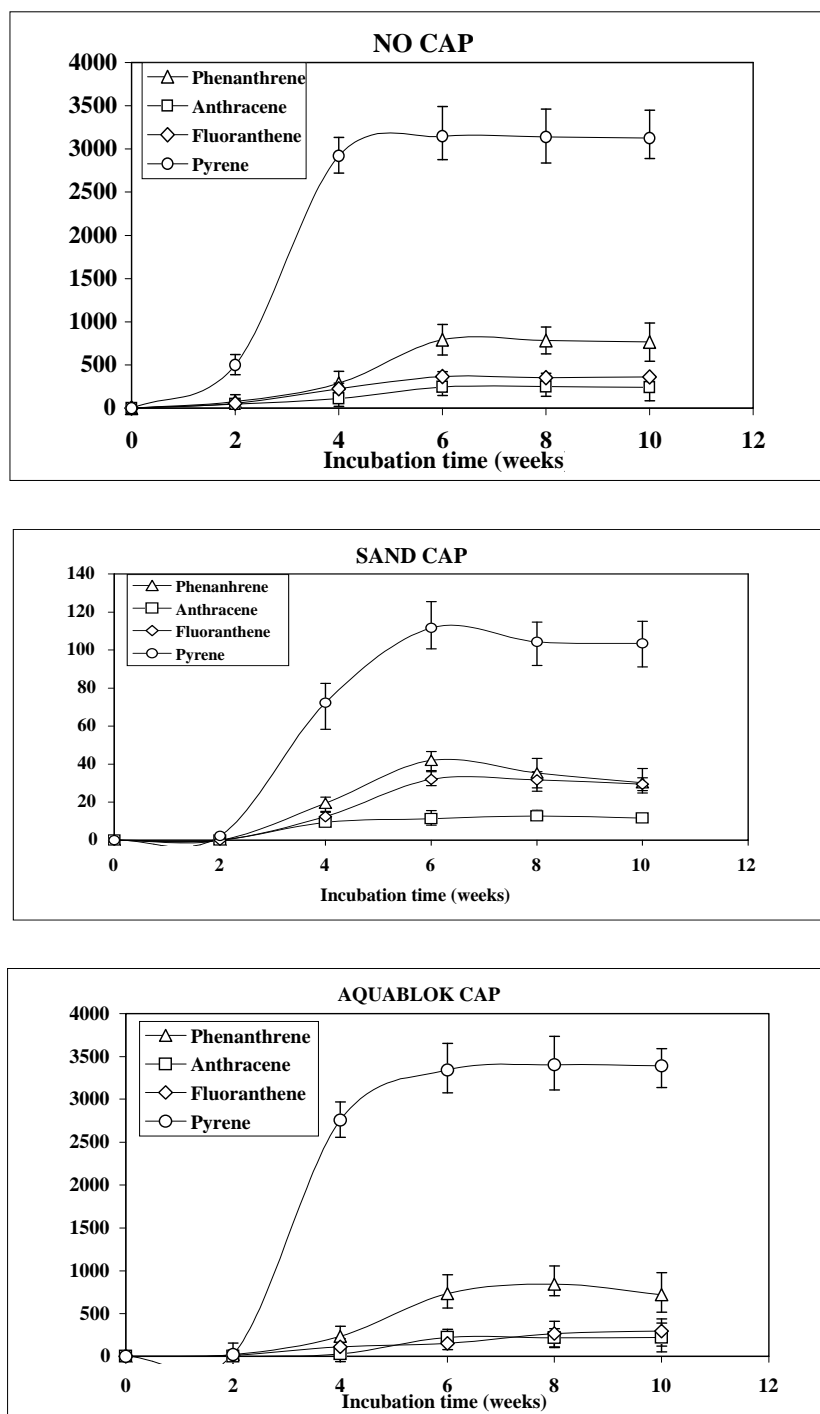 NO CAP
Phenanthrene
Anthracene
Fluoranthene
Pyrene
4000
3500
3000
2500
2000
1500
1000
500
0
0 2 4 6 8 10 12
Incubation time (weeks)
SAND CAP
Phenanhrene
Anthracene
Fluoranthene
Pyrene
140
120
100
80
60
40
20
0
0 2 4 6 8 10 12
Incubation time (weeks)
AQUABLOK CAP
Phenanthrene
Anthracene
Fluoranthene
Pyrene
4000
3500
3000
2500
2000
1500
1000
500
0
0 2 4 6 8 10 12
Incubation time (weeks)